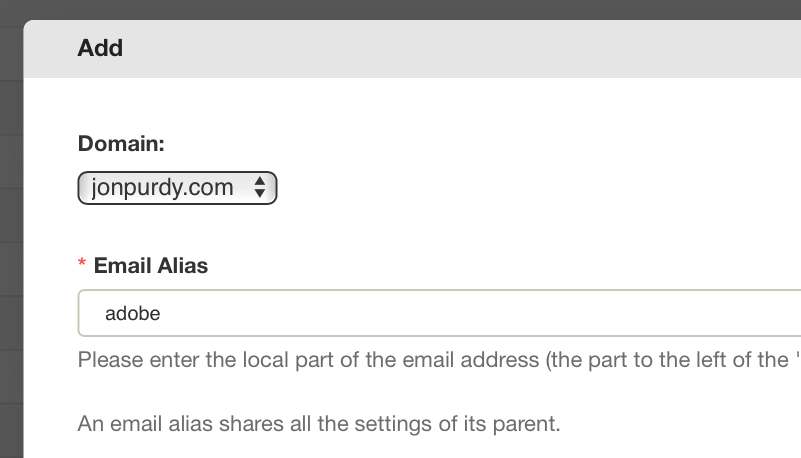 Add
Domain:
jonpurdy.com
* Email Alias
adobe
Please enter the local part of the email address (the part to the left of the '
An email alias shares all the settings of its parent.